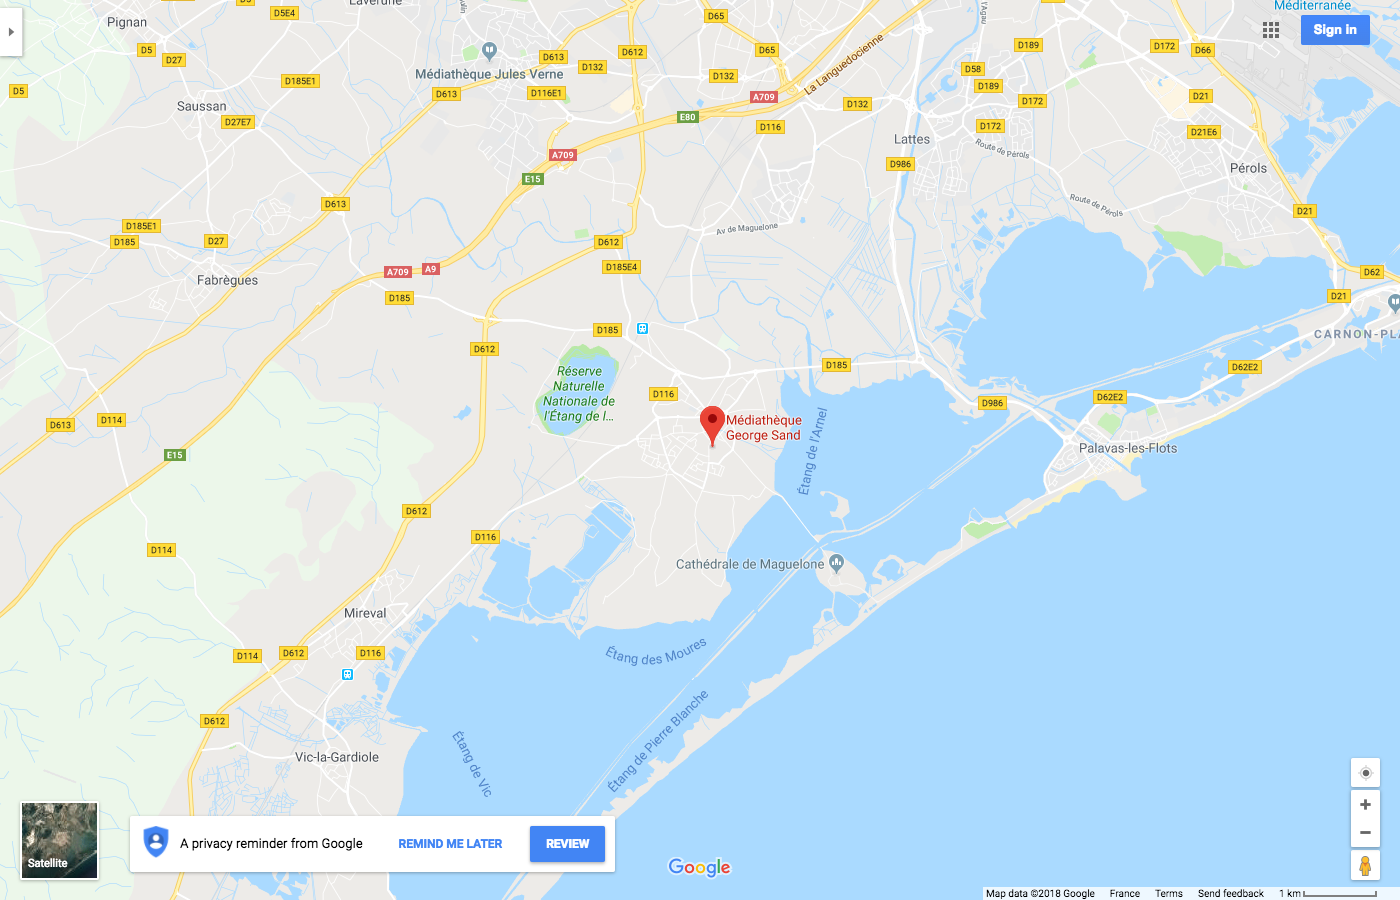 Pignan
D5E4
Laverune
D5
D65
l'Agau
Méditerranée
Sign in
D5
D27
D613
D612
D65
D189
D172
D66
Médiathèque Jules Verne
D132
D132
La Languedocienne
D58
D189
D185E1
D5
D613
D116E1
A709
D132
D172
D21
Saussan
D27E7
E80
D116
D172
D21E6
Lattes
A709
D986
Route de Pérols
Pérols
E15
D613
Route de Pérols
D21
D185E1
D185
D27
D612
Av de Maguelone
Fabrègues
A709
A9
D185E4
D62
D185
D21
D185
CARNON-PLA
D612
Réserve
Naturelle
Nationale de
l'Étang de l...
D185
D62E2
D116
D986
D62E2
D613
D114
Médiathèque
George Sand
Étang de l'Arnel
Palavas-les-Flots
E15
D612
D116
D114
Cathédrale de Maguelone
Mireval
D114
D612
D116
Étang des Moures
D612
Étang de Pierre Blanche
Vic-la-Gardiole
Étang de Vic
Satellite
A privacy reminder from Google
REMIND ME LATER
REVIEW
Google
Map data ©2018 Google
France
Terms
Send feedback
1 km